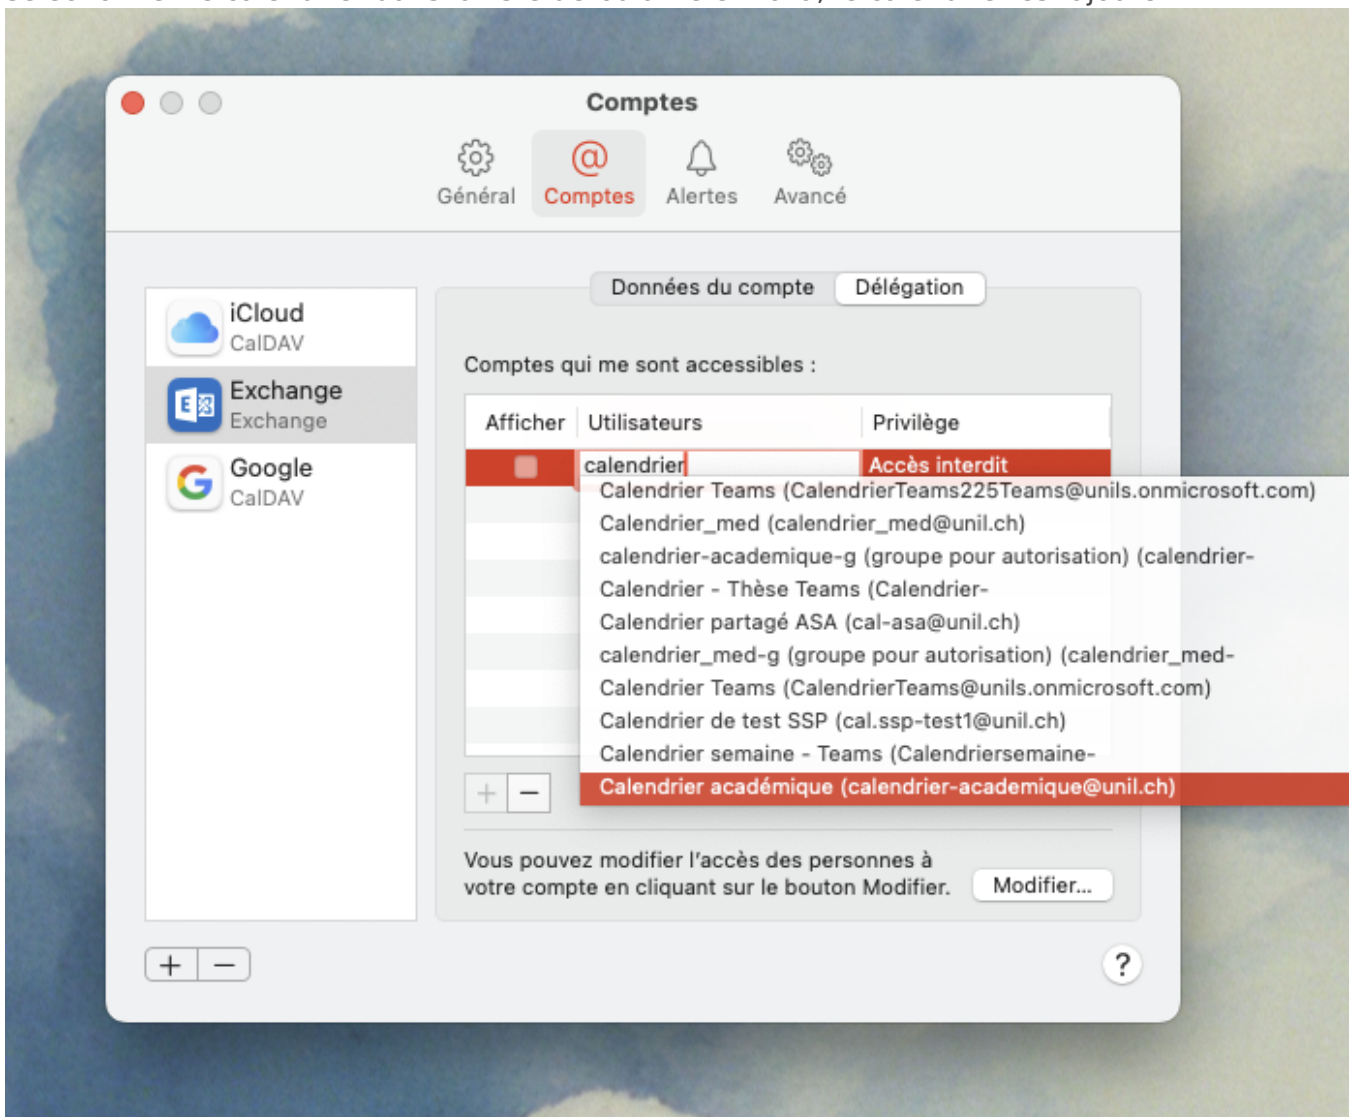 Comptes
Général
Comptes
Alertes
Avancé
Données du compte
Délégation
iCloud
CalDAV
Exchange
Exchange
Google
CalDAV
Comptes qui me sont accessibles :
Afficher
Utilisateurs
Privilège
calendrier
Accès interdit
Calendrier Teams (CalendrierTeams225Teams@unils.onmicrosoft.com)
Calendrier_med (calendrier_med@unil.ch)
calendrier-academique-g (groupe pour autorisation) (calendrier-
Calendrier - Thèse Teams (Calendrier-
Calendrier partagé ASA (cal-asa@unil.ch)
calendrier_med-g (groupe pour autorisation) (calendrier_med-
Calendrier Teams (CalendrierTeams@unils.onmicrosoft.com)
Calendrier de test SSP (cal.ssp-test1@unil.ch)
Calendrier semaine - Teams (Calendriersemaine-
Calendrier académique (calendrier-academique@unil.ch)
Vous pouvez modifier l'accès des personnes à
votre compte en cliquant sur le bouton Modifier.
Modifier...